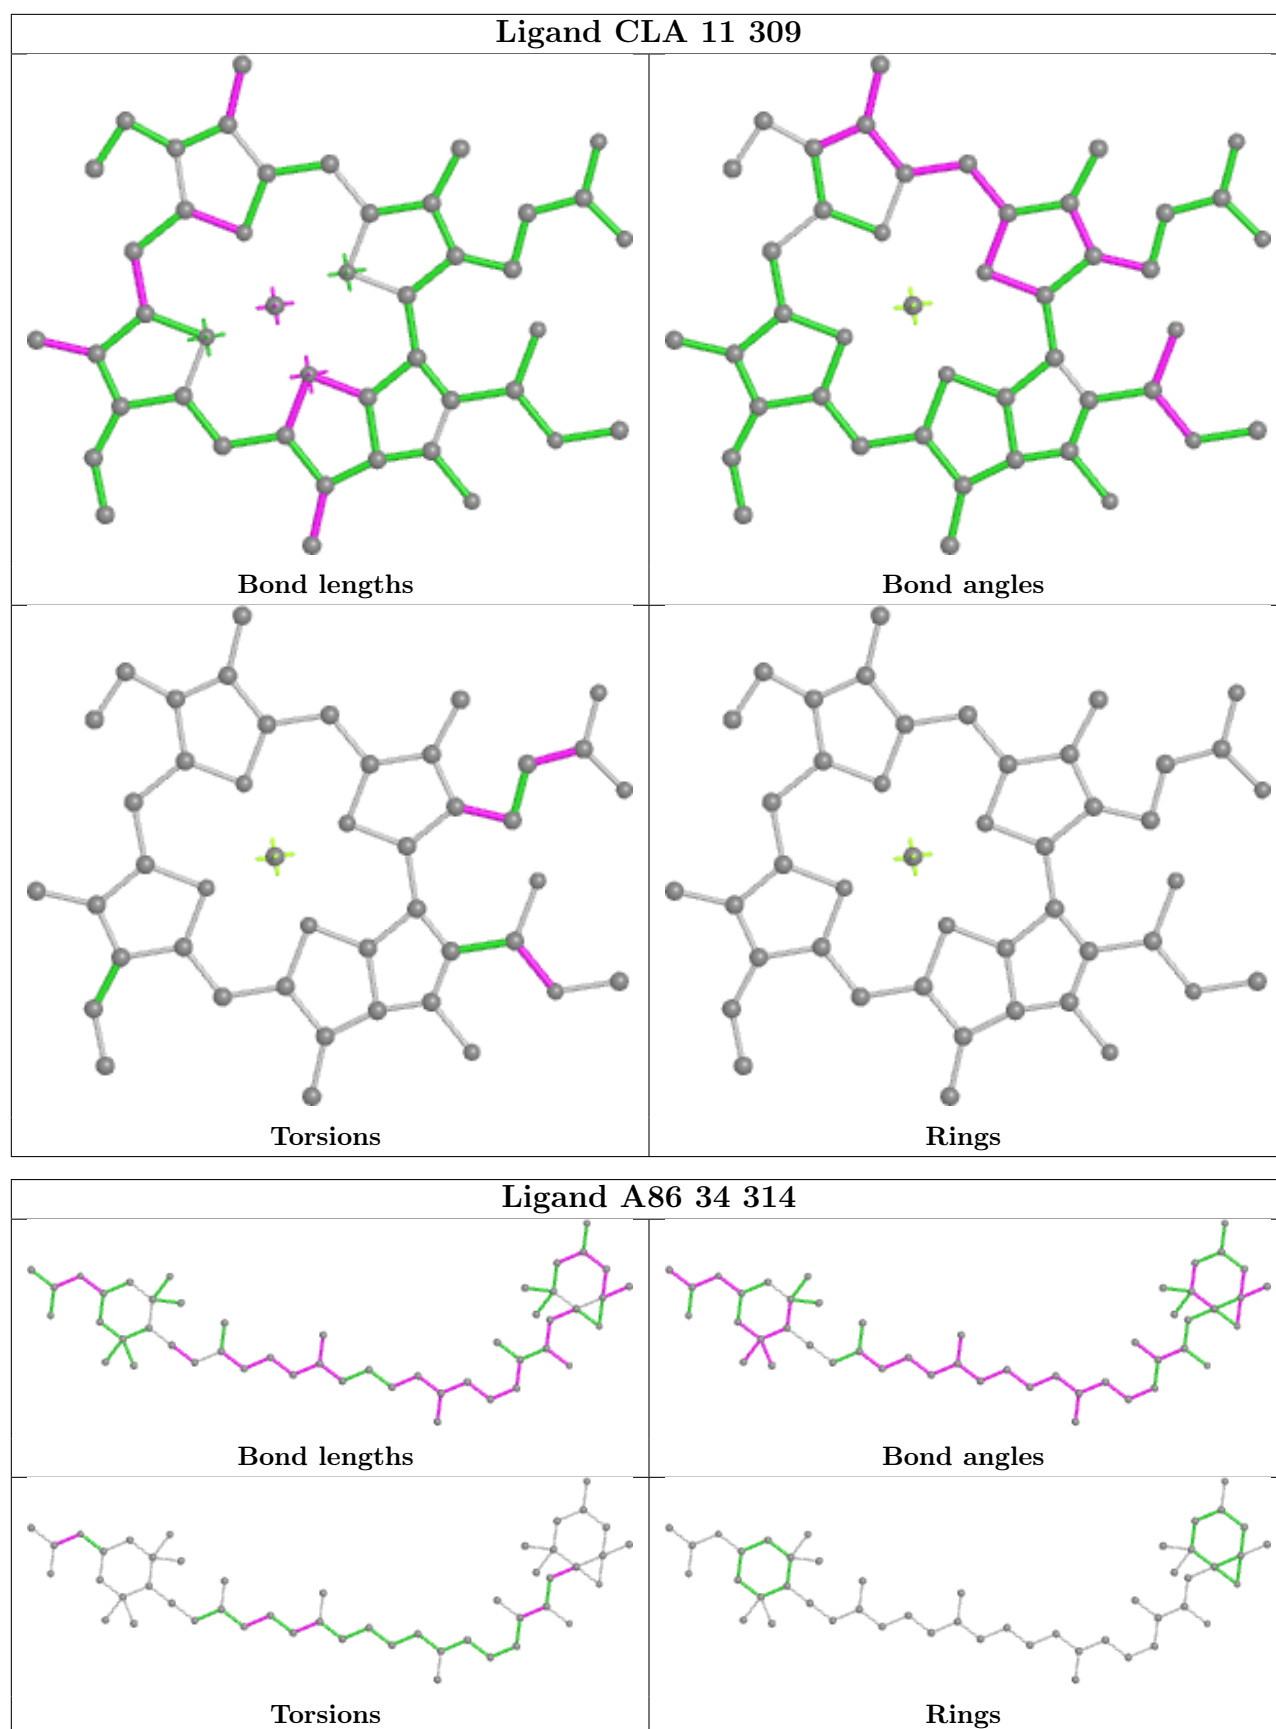 Ligand CLA 11 309
Bond lengths
Bond angles
Torsions
Rings
Ligand A86 34 314
Bond lengths
Bond angles
Torsions
Rings